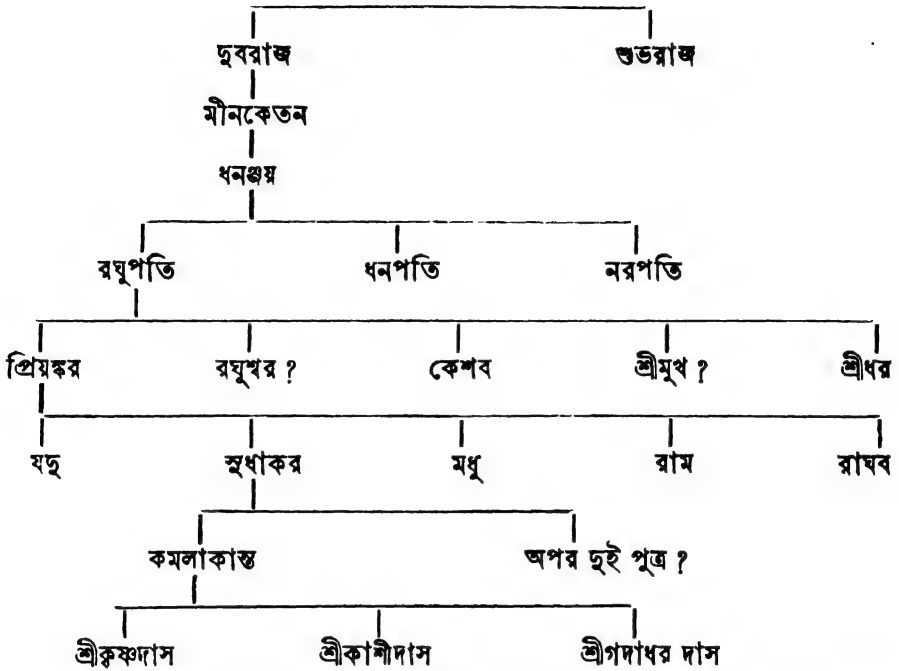 দুবরাজ শুভরাজ
মীনকেতন
ধনঞ্জয়
রঘুপতি ধনপতি নরপতি
প্রিয়ঙ্কর রঘুশ্বর ? কেশব শ্রীমুখ ? শ্রীধর
যদু সুধাকর মধু রাম রাঘব
কমলাকান্ত অপর দুই পুত্র ?
শ্রীকৃষ্ণদাস শ্রীকাশীদাস শ্রীগদাধর দাস